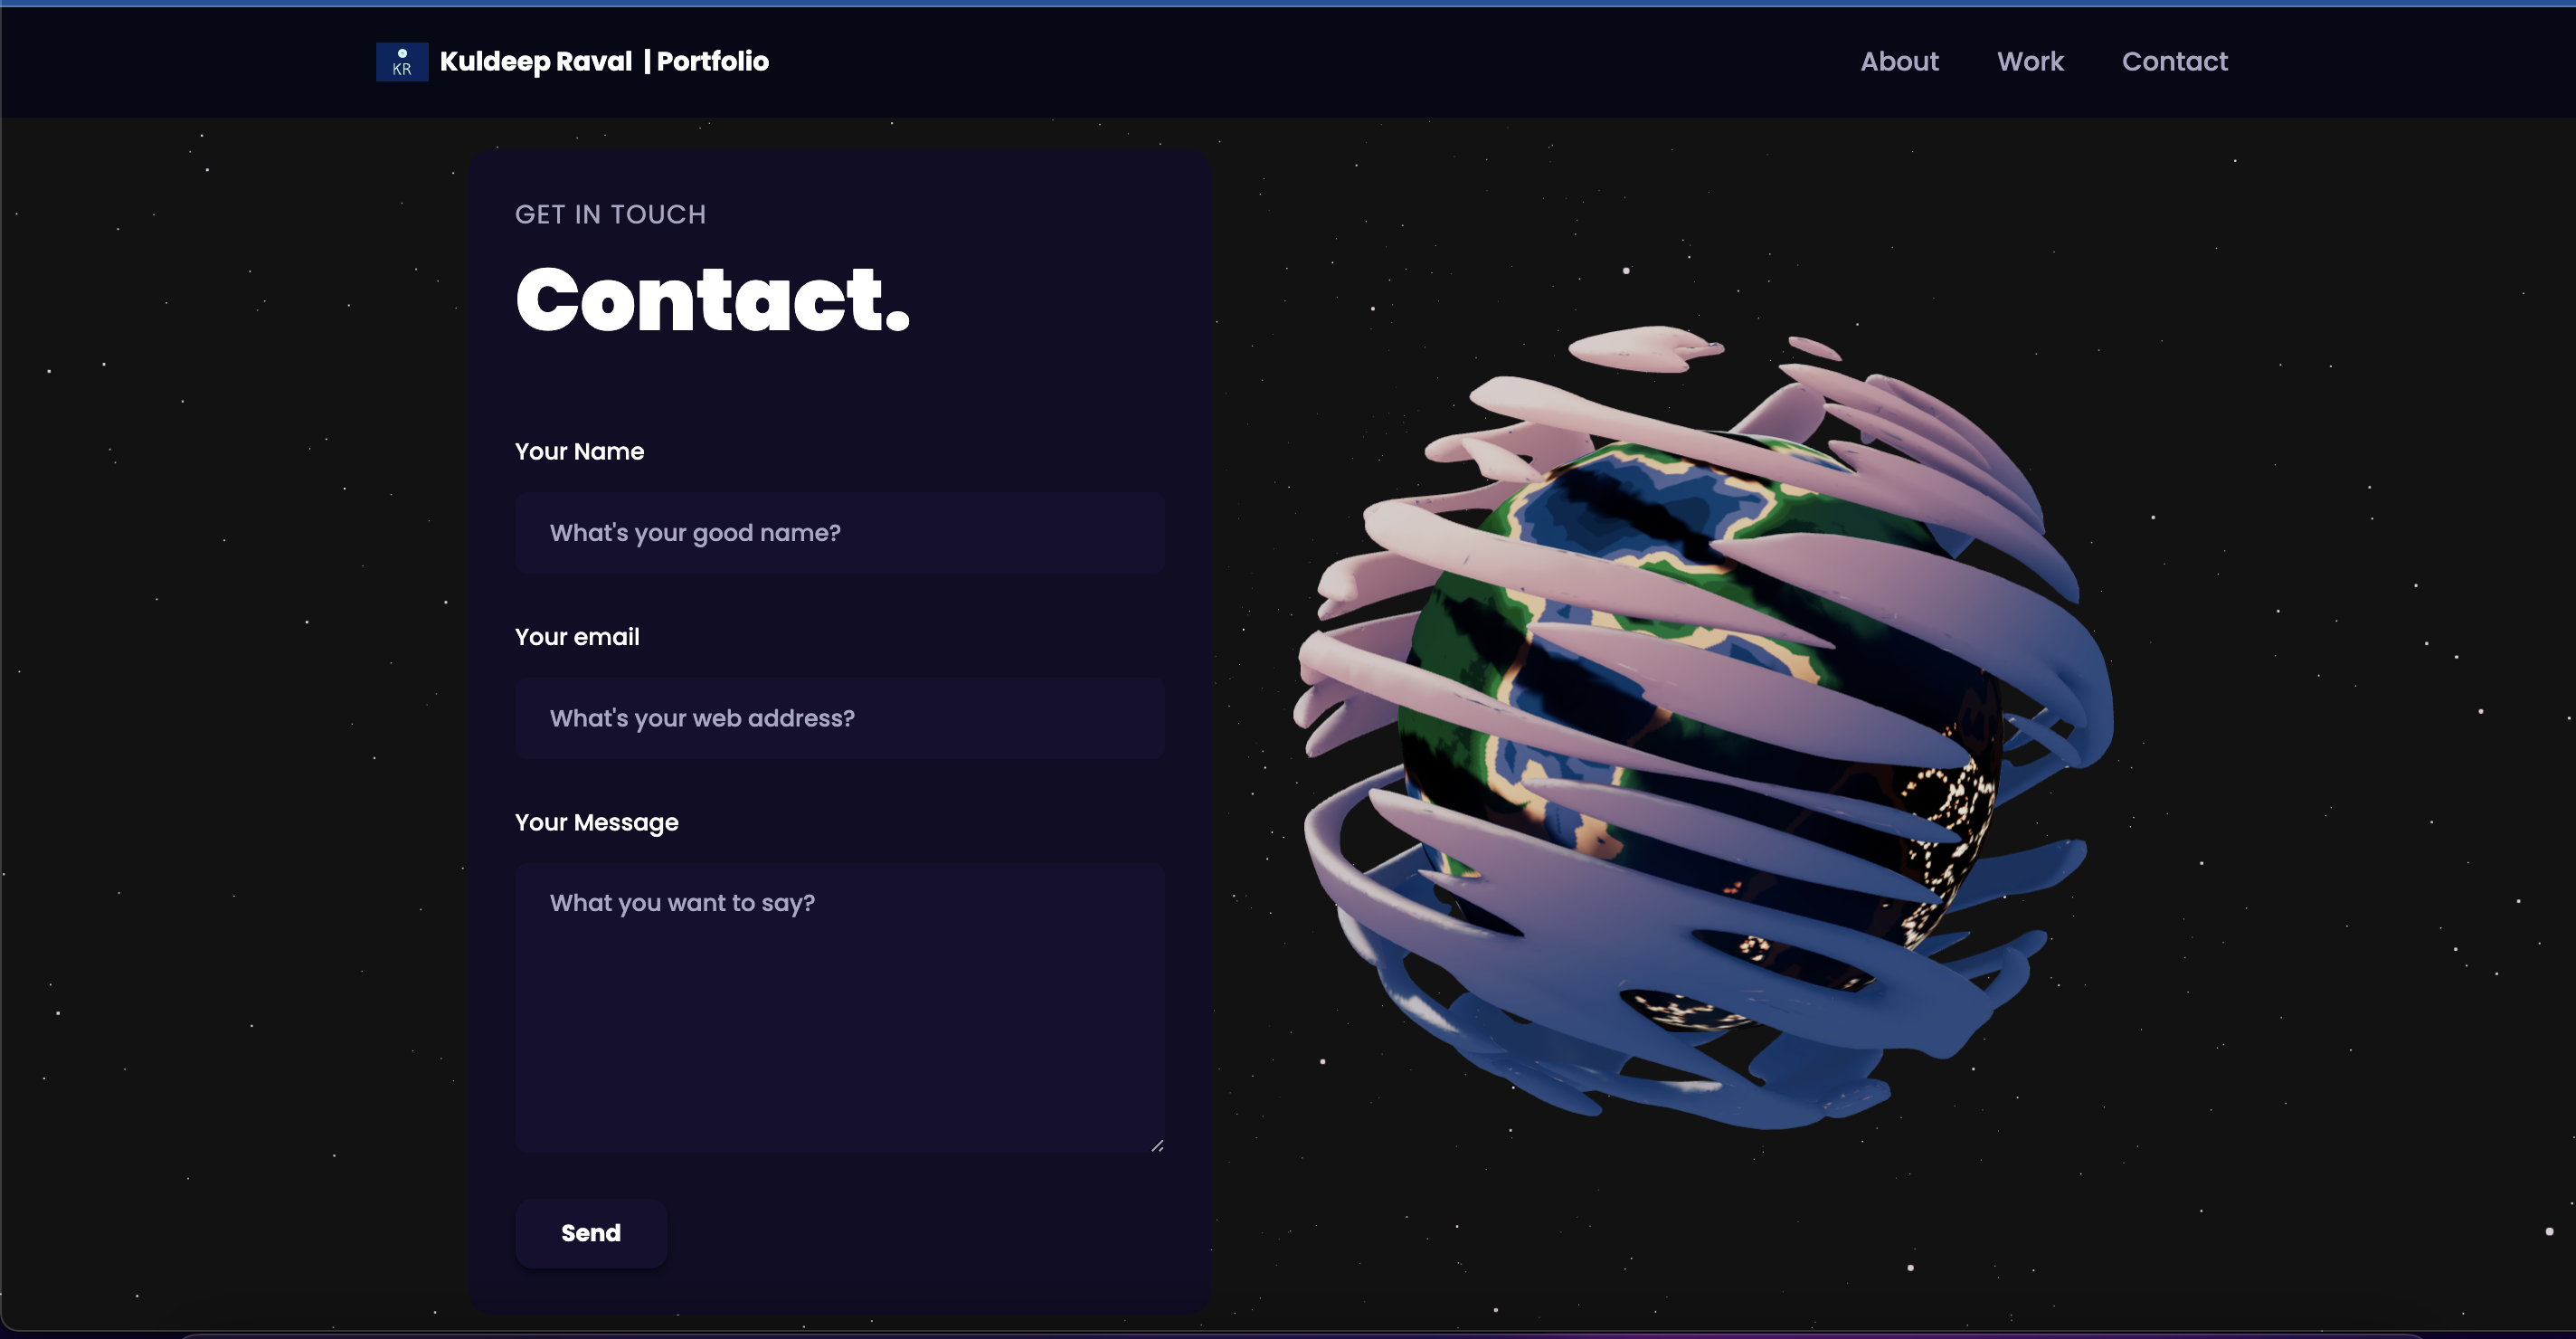 KR
Kuldeep Raval | Portfolio
About
Work
Contact
GET IN TOUCH
Contact.
Your Name
What's your good name?
Your email
What's your web address?
Your Message
What you want to say?
Send